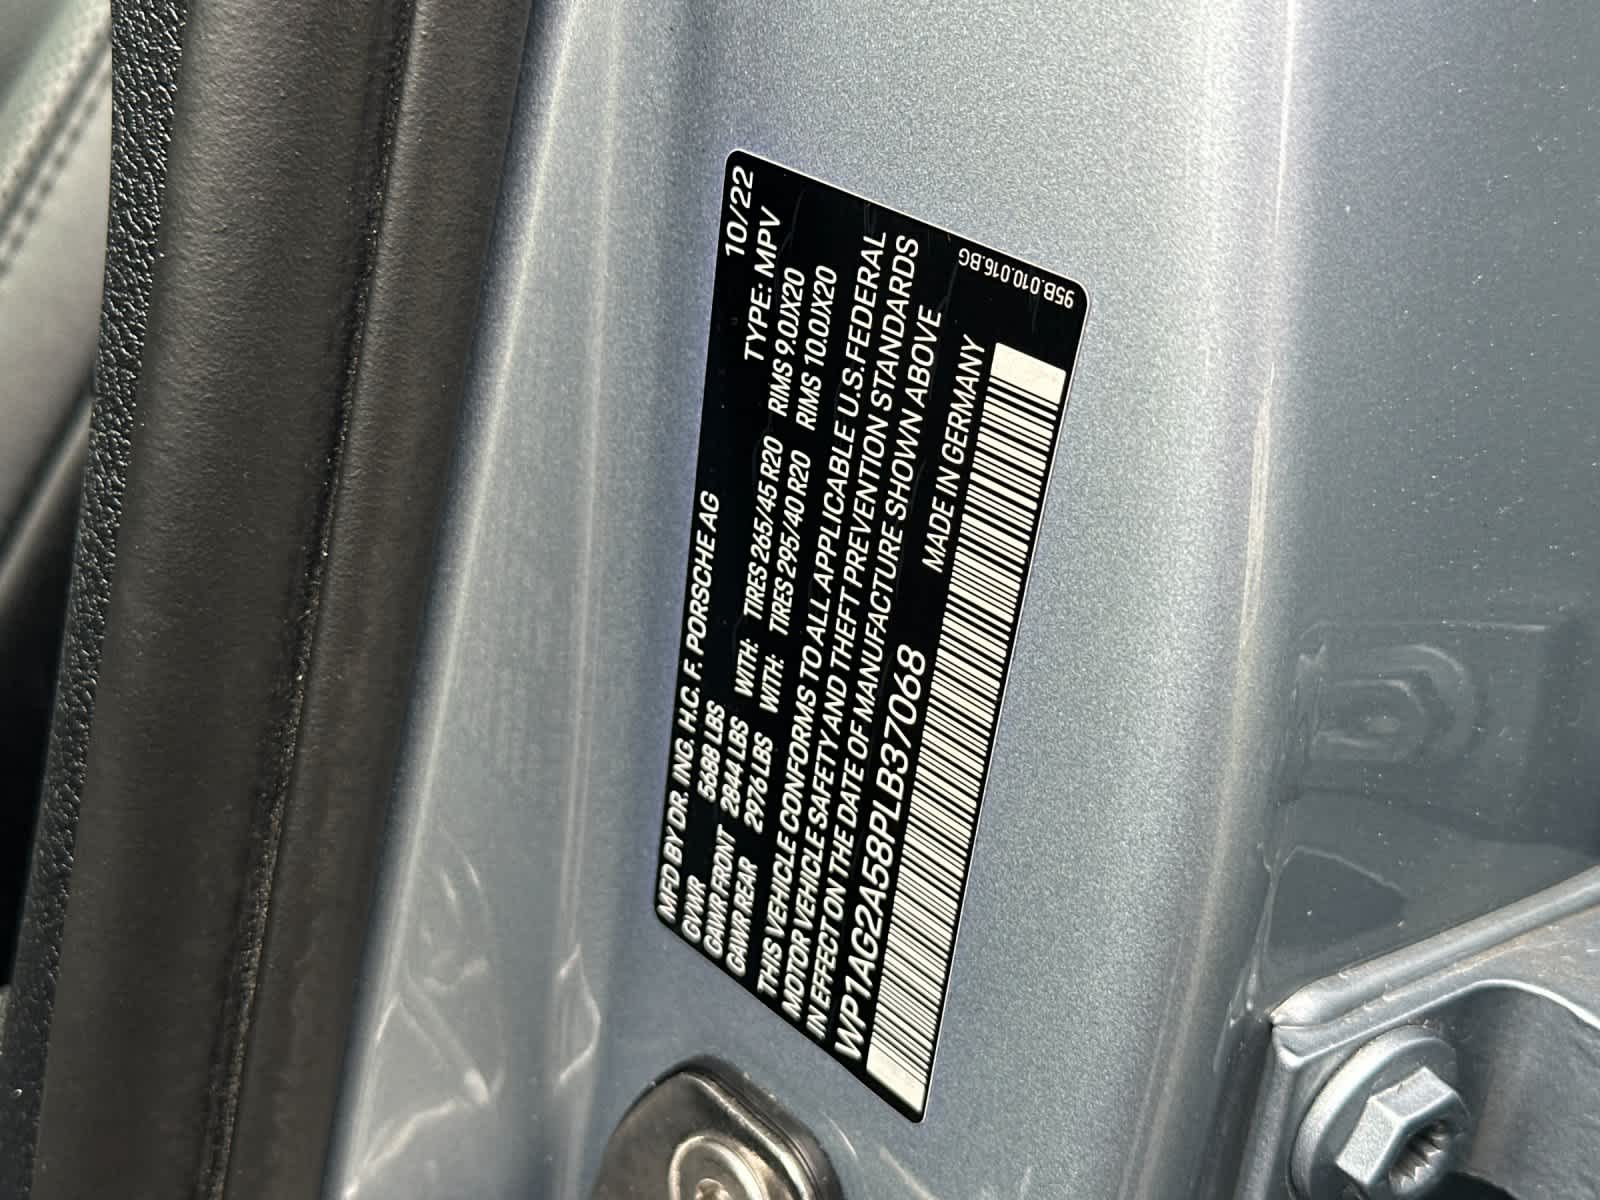 MFD BY DR. ING. H.C. F. PORSCHE AG 10/22
GVWR 5688 LBS TYPE: MPV
GAWR FRONT 2844 LBS WITH: TIRES 265/45 R20 RIMS 9.0JX20
GAWR REAR 2976 LBS WITH: TIRES 295/40 R20 RIMS 10.0JX20
THIS VEHICLE CONFORMS TO ALL APPLICABLE U.S. FEDERAL
MOTOR VEHICLE SAFETY AND THEFT PREVENTION STANDARDS
IN EFFECT ON THE DATE OF MANUFACTURE SHOWN ABOVE
WP1AG2A58PLB37068 MADE IN GERMANY
95B.010.016.BG